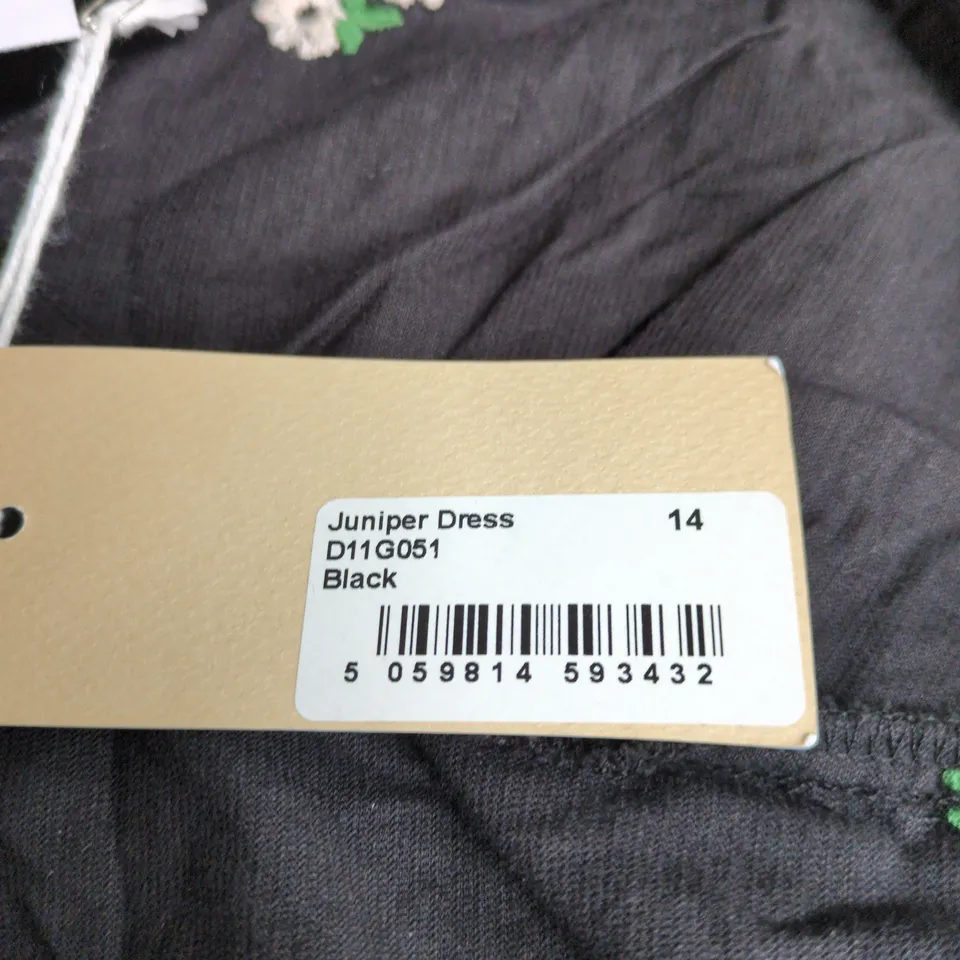 Juniper Dress 14
D11G051
Black
5 059814 593432